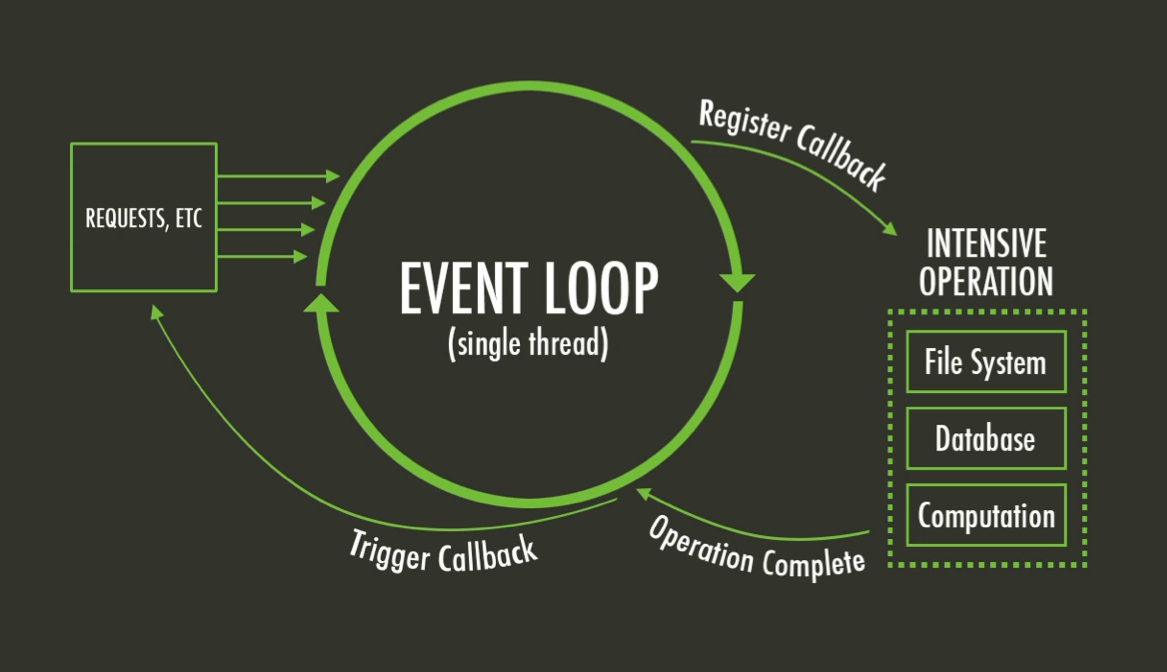 REQUESTS, ETC
EVENT LOOP
(single thread)
Register Callback
INTENSIVE
OPERATION
File System
Database
Computation
Operation Complete
Trigger Callback